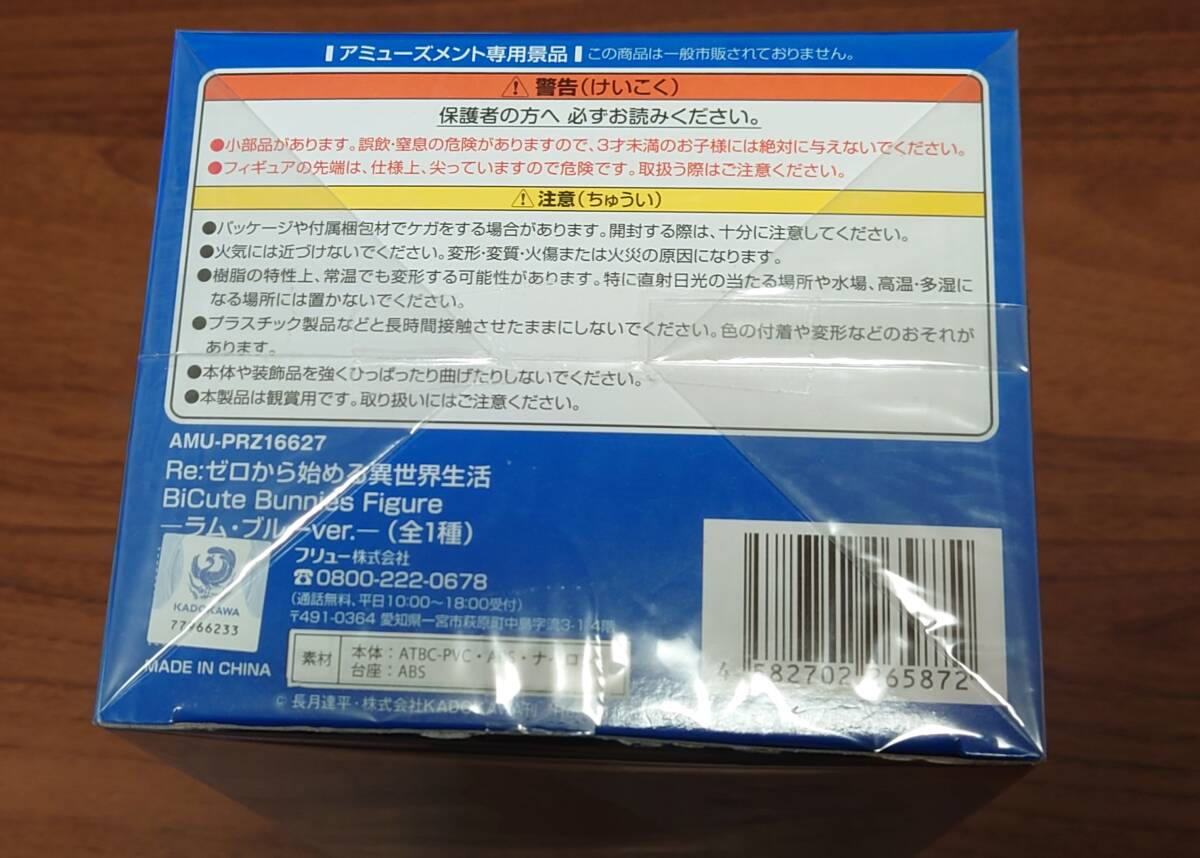 アミューズメント専用景品 この商品は一般市販されておりません。
警告(けいこく)
保護者の方へ 必ずお読みください。
●小部品があります。誤飲・窒息の危険がありますので、3才未満のお子様には絶対に与えないでください。
●フィギュアの先端は、仕様上、尖っていますので危険です。取扱う際はご注意ください。
注意(ちゅうい)
●パッケージや付属梱包材でケガをする場合があります。開封する際は、十分に注意してください。
●火気には近づけないでください。変形・変質・火傷または火災の原因になります。
●樹脂の特性上、常温でも変形する可能性があります。特に直射日光の当たる場所や水場、高温・多湿に
なる場所には置かないでください。
●プラスチック製品などと長時間接触させたままにしないでください。色の付着や変形などのおそれが
あります。
●本体や装飾品を強くひっぱったり曲げたりしないでください。
●本製品は観賞用です。取り扱いにはご注意ください。
AMU-PRZ16627
Re:ゼロから始める異世界生活
BiCute Bunnies Figure
―ラム・ブルーver.―(全1種)
フリュー株式会社
☎0800-222-0678
(通話無料、平日10:00〜18:00受付)
〒491-0364 愛知県一宮市萩原町中島字流3-1 4階
KADOKAWA
77966233
MADE IN CHINA
素材 本体:ATBC-PVC・ABS・ナイロン
台座:ABS
© 長月達平・株式会社KADOKAWA刊
4 582702 265872